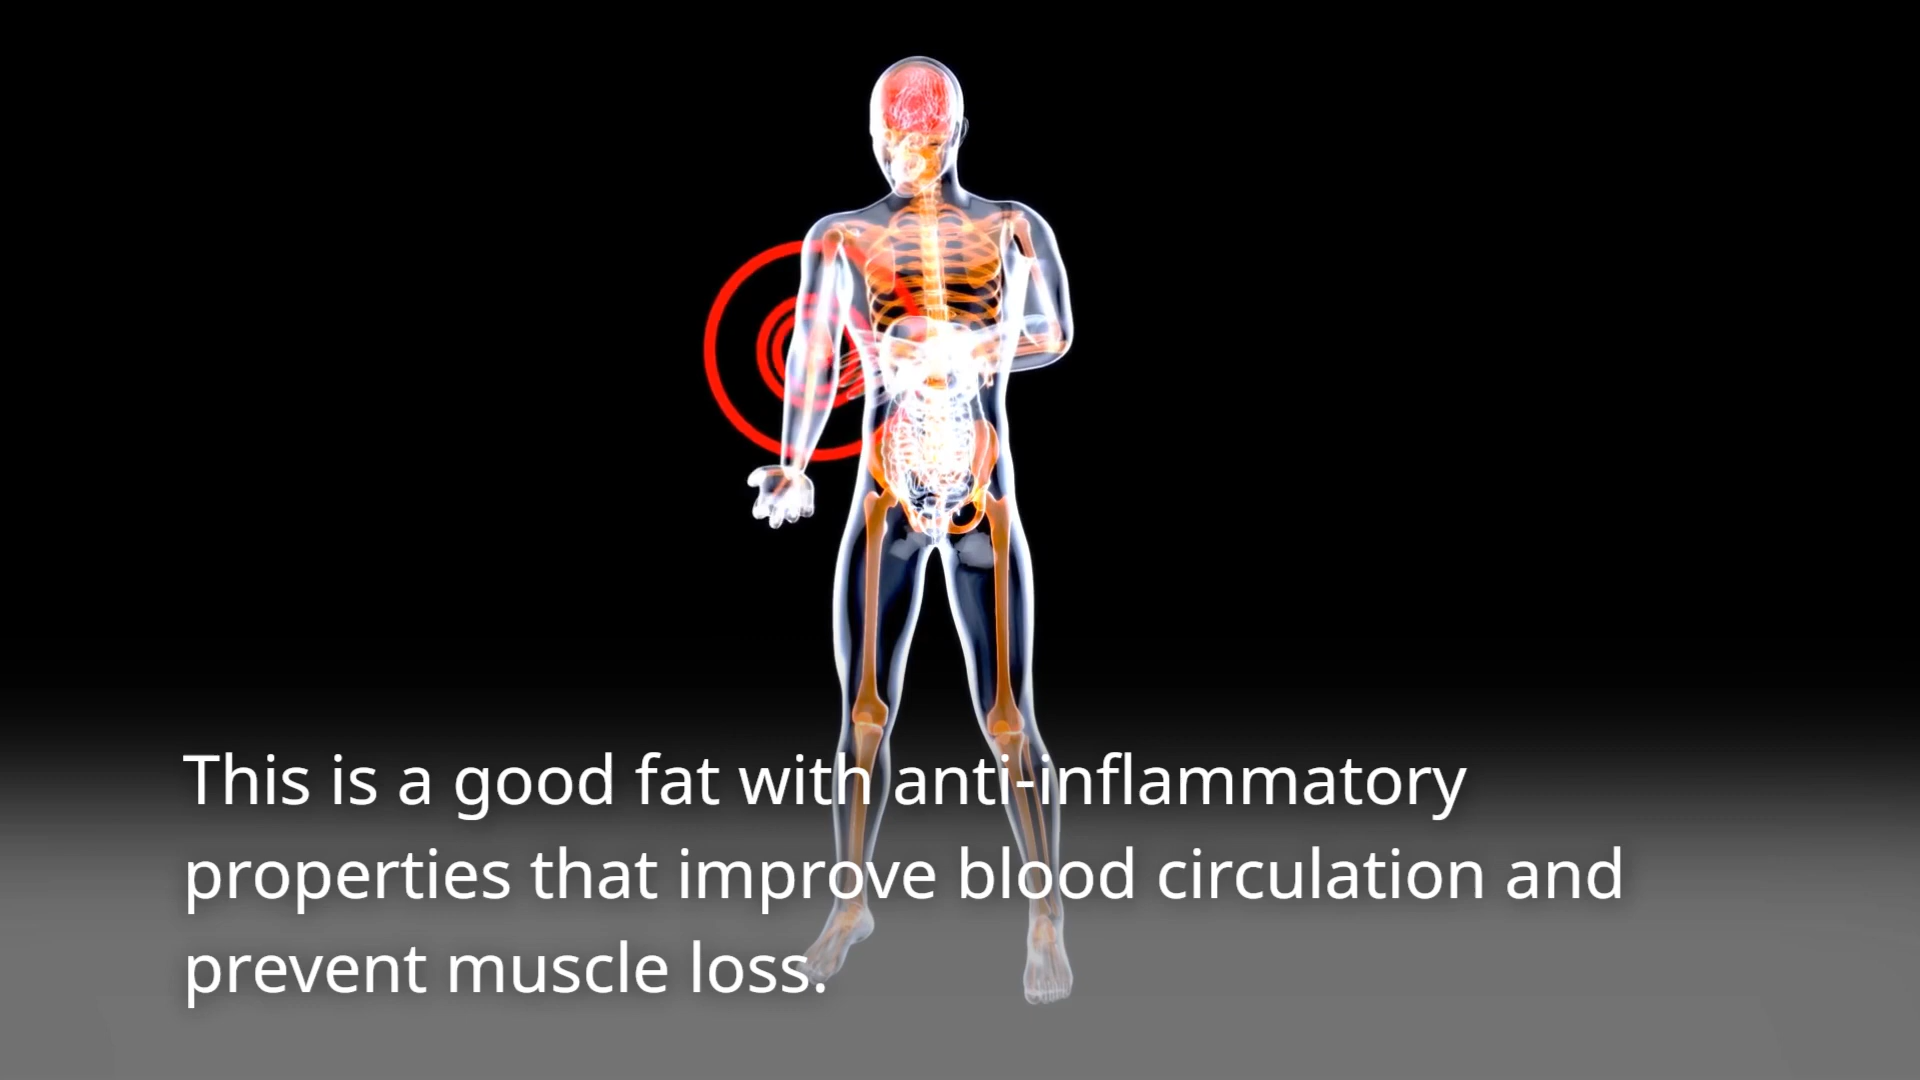 This is a good fat with anti-inflammatory
properties that improve blood circulation and
prevent muscle loss.